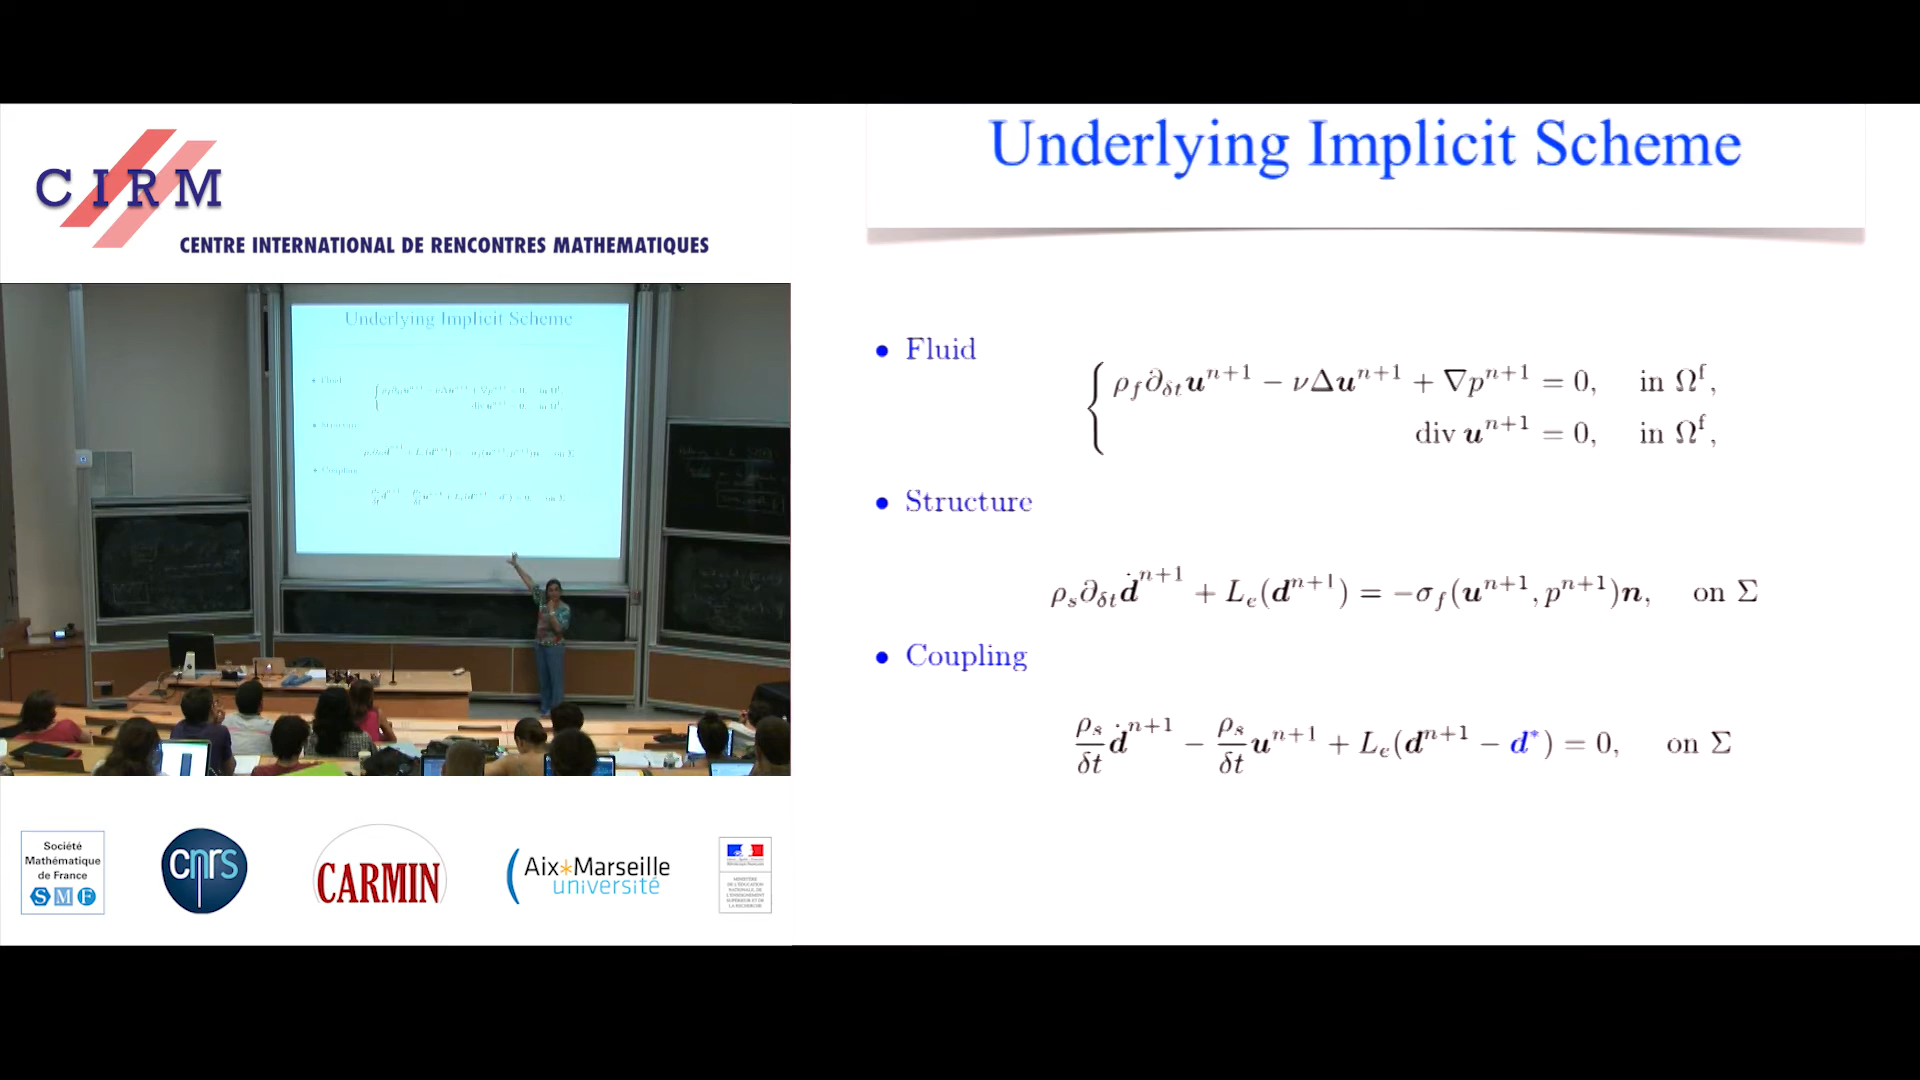 CIRM
CENTRE INTERNATIONAL DE RENCONTRES MATHEMATIQUES
Underlying Implicit Scheme
Société
Mathématique
de France
SMF
cnrs
CARMIN
Aix*Marseille
université
Underlying Implicit Scheme
• Fluid
ρ_f ∂_{δt} u^{n+1} − νΔu^{n+1} + ∇p^{n+1} = 0, in Ω^f,
div u^{n+1} = 0, in Ω^f,
• Structure
ρ_s ∂_{δt} ḋ^{n+1} + L_e(d^{n+1}) = −σ_f(u^{n+1}, p^{n+1})n, on Σ
• Coupling
ρ_s/δt ḋ^{n+1} − ρ_s/δt u^{n+1} + L_e(d^{n+1} − d*) = 0, on Σ